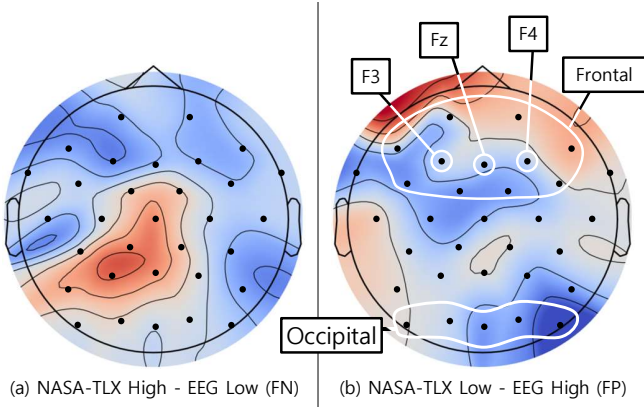 F3
Fz
F4
Frontal
Occipital
(a) NASA-TLX High - EEG Low (FN)
(b) NASA-TLX Low - EEG High (FP)